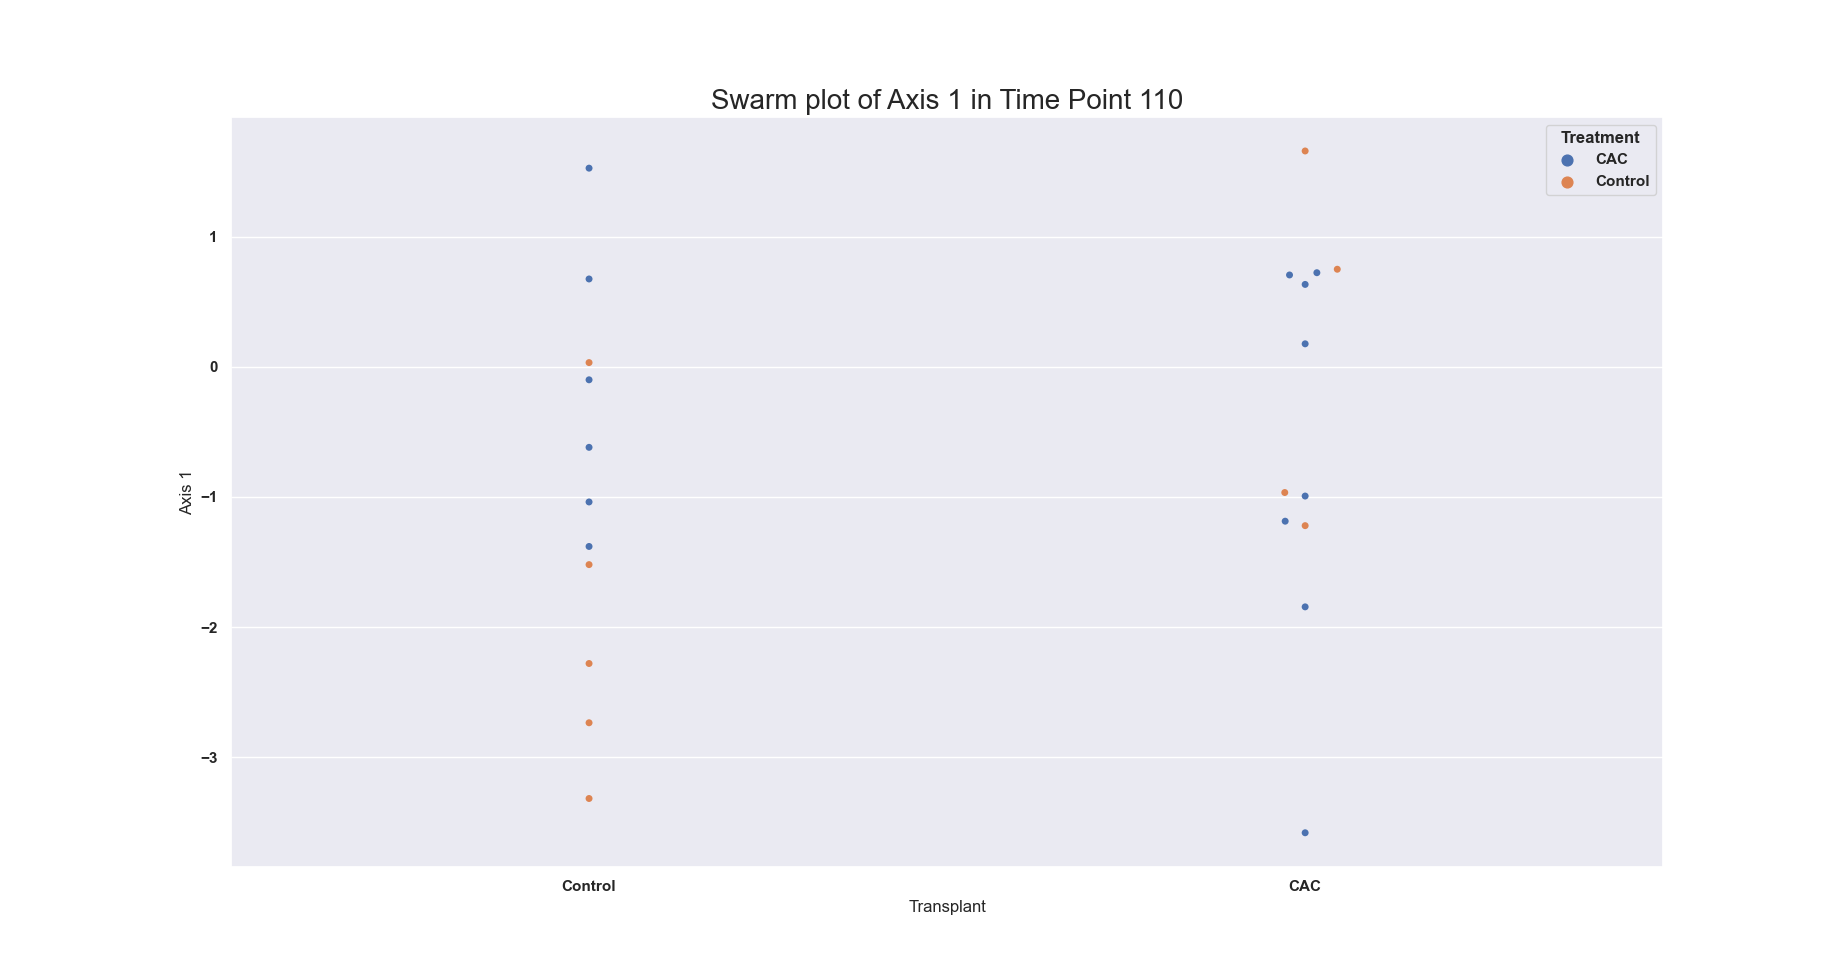 Swarm plot of Axis 1 in Time Point 110
Treatment
CAC
Control
1
0
−1
−2
−3
Axis 1
Control
CAC
Transplant